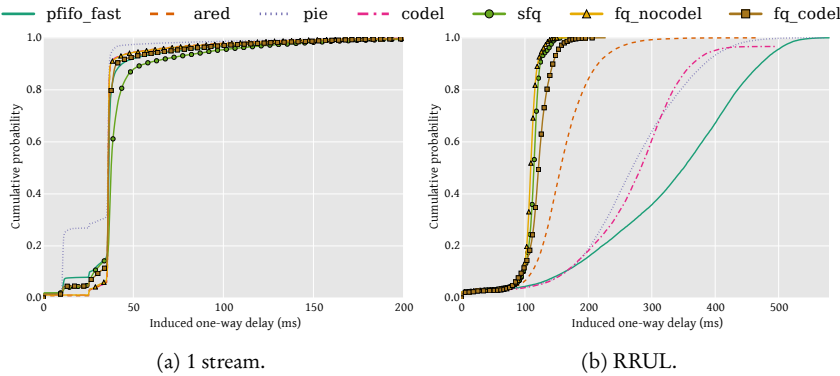 pfifo_fast ared pie codel sfq fq_nocodel fq_codel
1.0
0.8
0.6
0.4
0.2
0.0
Cumulative probability
0 50 100 150 200
Induced one-way delay (ms)
(a) 1 stream.
1.0
0.8
0.6
0.4
0.2
0.0
Cumulative probability
0 100 200 300 400 500
Induced one-way delay (ms)
(b) RRUL.